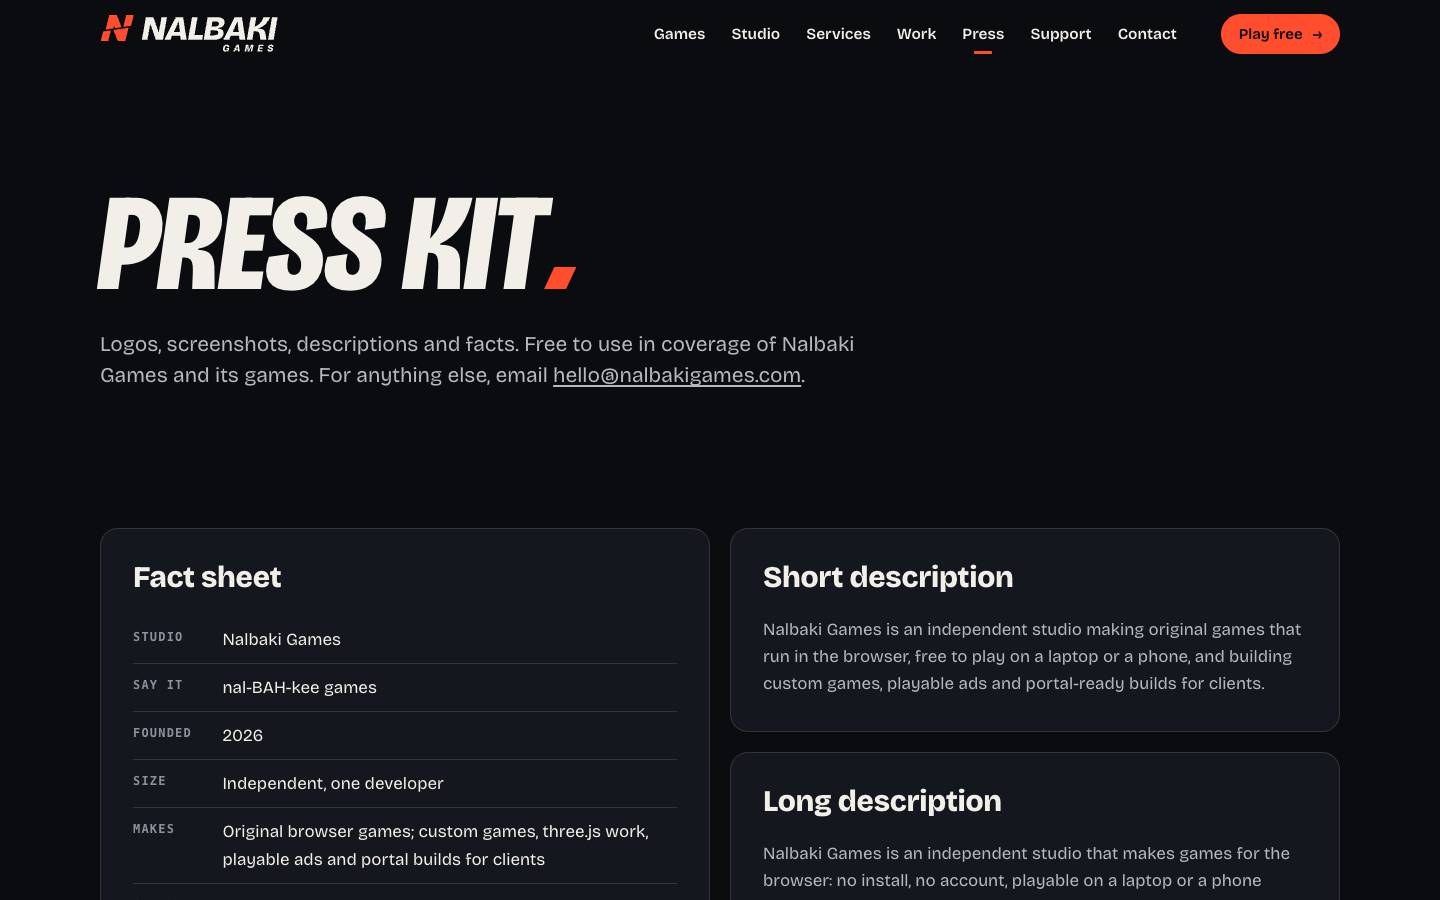 NALBAKI
GAMES
Games Studio Services Work Press Support Contact Play free →
PRESS KIT.
Logos, screenshots, descriptions and facts. Free to use in coverage of Nalbaki
Games and its games. For anything else, email hello@nalbakigames.com.
Fact sheet
STUDIO Nalbaki Games
SAY IT nal-BAH-kee games
FOUNDED 2026
SIZE Independent, one developer
MAKES Original browser games; custom games, three.js work,
playable ads and portal builds for clients
Short description
Nalbaki Games is an independent studio making original games that
run in the browser, free to play on a laptop or a phone, and building
custom games, playable ads and portal-ready builds for clients.
Long description
Nalbaki Games is an independent studio that makes games for the
browser: no install, no account, playable on a laptop or a phone